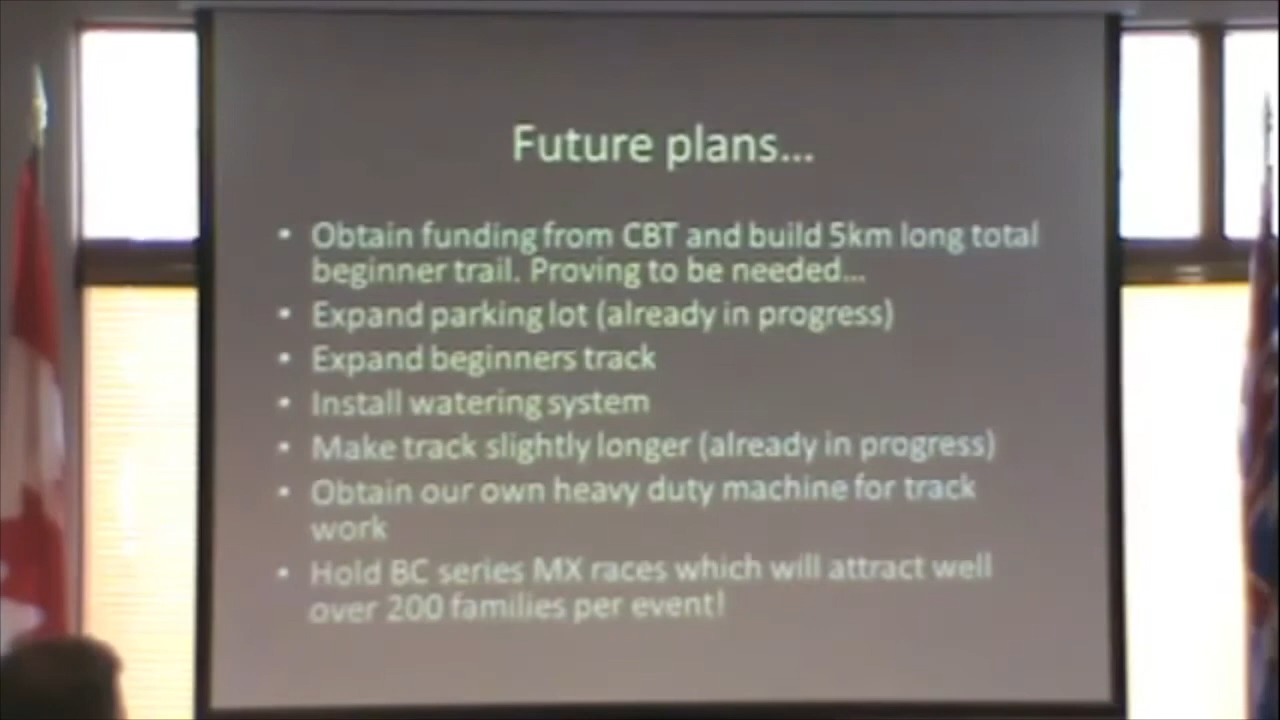 Future plans...
• Obtain funding from CBT and build 5km long total
beginner trail. Proving to be needed...
• Expand parking lot (already in progress)
• Expand beginners track
• Install watering system
• Make track slightly longer (already in progress)
• Obtain our own heavy duty machine for track
work
• Hold BC series MX races which will attract well
over 200 families per event!